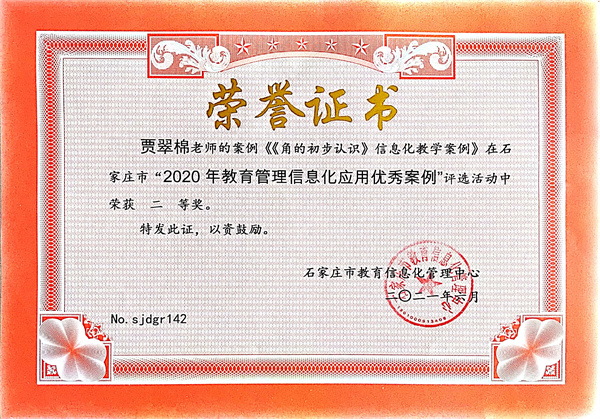 荣誉证书
贾翠棉老师的案例《《角的初步认识》信息化教学案例》在石
家庄市“2020年教育管理信息化应用优秀案例”评选活动中
荣获 二 等奖。
特发此证，以资鼓励。
石家庄市教育信息化管理中心
二〇二一年六月
No.sjdgr142